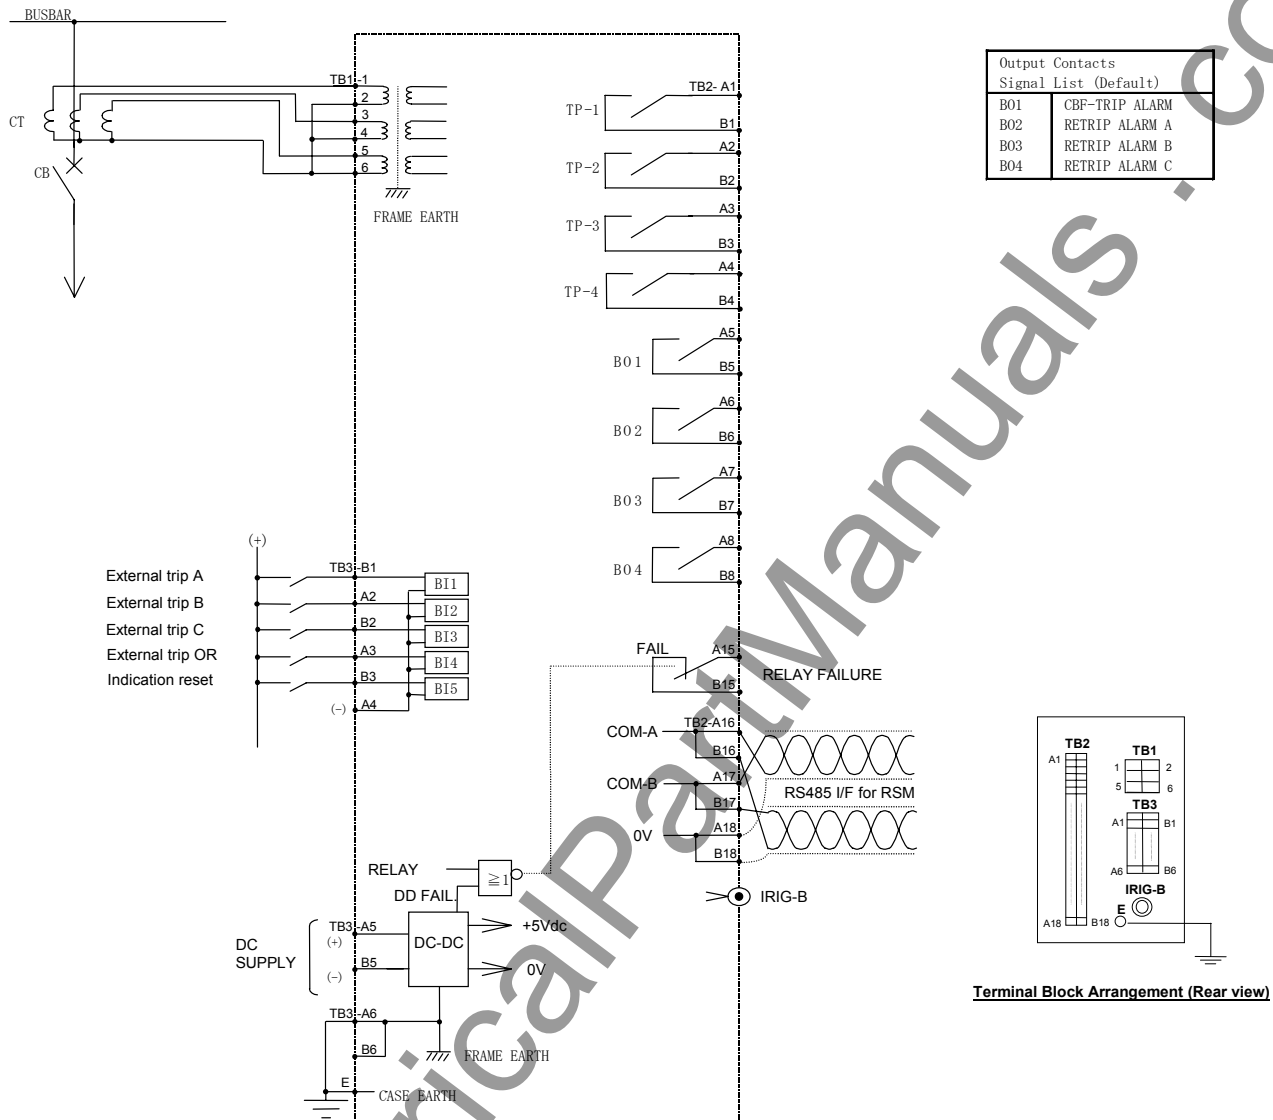 BUSBAR
CT
CB
TB1 -1
2
3
4
5
6
FRAME EARTH
TP-1
TB2- A1
B1
TP-2
A2
B2
TP-3
A3
B3
TP-4
A4
B4
BO1
A5
B5
BO2
A6
B6
BO3
A7
B7
BO4
A8
B8
Output Contacts
Signal List (Default)
BO1 CBF-TRIP ALARM
BO2 RETRIP ALARM A
BO3 RETRIP ALARM B
BO4 RETRIP ALARM C
(+)
External trip A
TB3 -B1
BI1
External trip B
A2
BI2
External trip C
B2
BI3
External trip OR
A3
BI4
Indication reset
B3
BI5
(-) A4
FAIL
A15
RELAY FAILURE
B15
COM-A
TB2-A16
B16
COM-B
A17
RS485 I/F for RSM
B17
0V
A18
B18
RELAY
≧1
DD FAIL.
IRIG-B
DC
SUPPLY
TB3 -A5
(+)
DC-DC
+5Vdc
B5
(-)
0V
TB3 -A6
B6
FRAME EARTH
E
CASE EARTH
TB2
A1
TB1
1 2
5 6
TB3
A1 B1
A6 B6
IRIG-B
E
A18 B18
Terminal Block Arrangement (Rear view)
ricalPartManuals . co